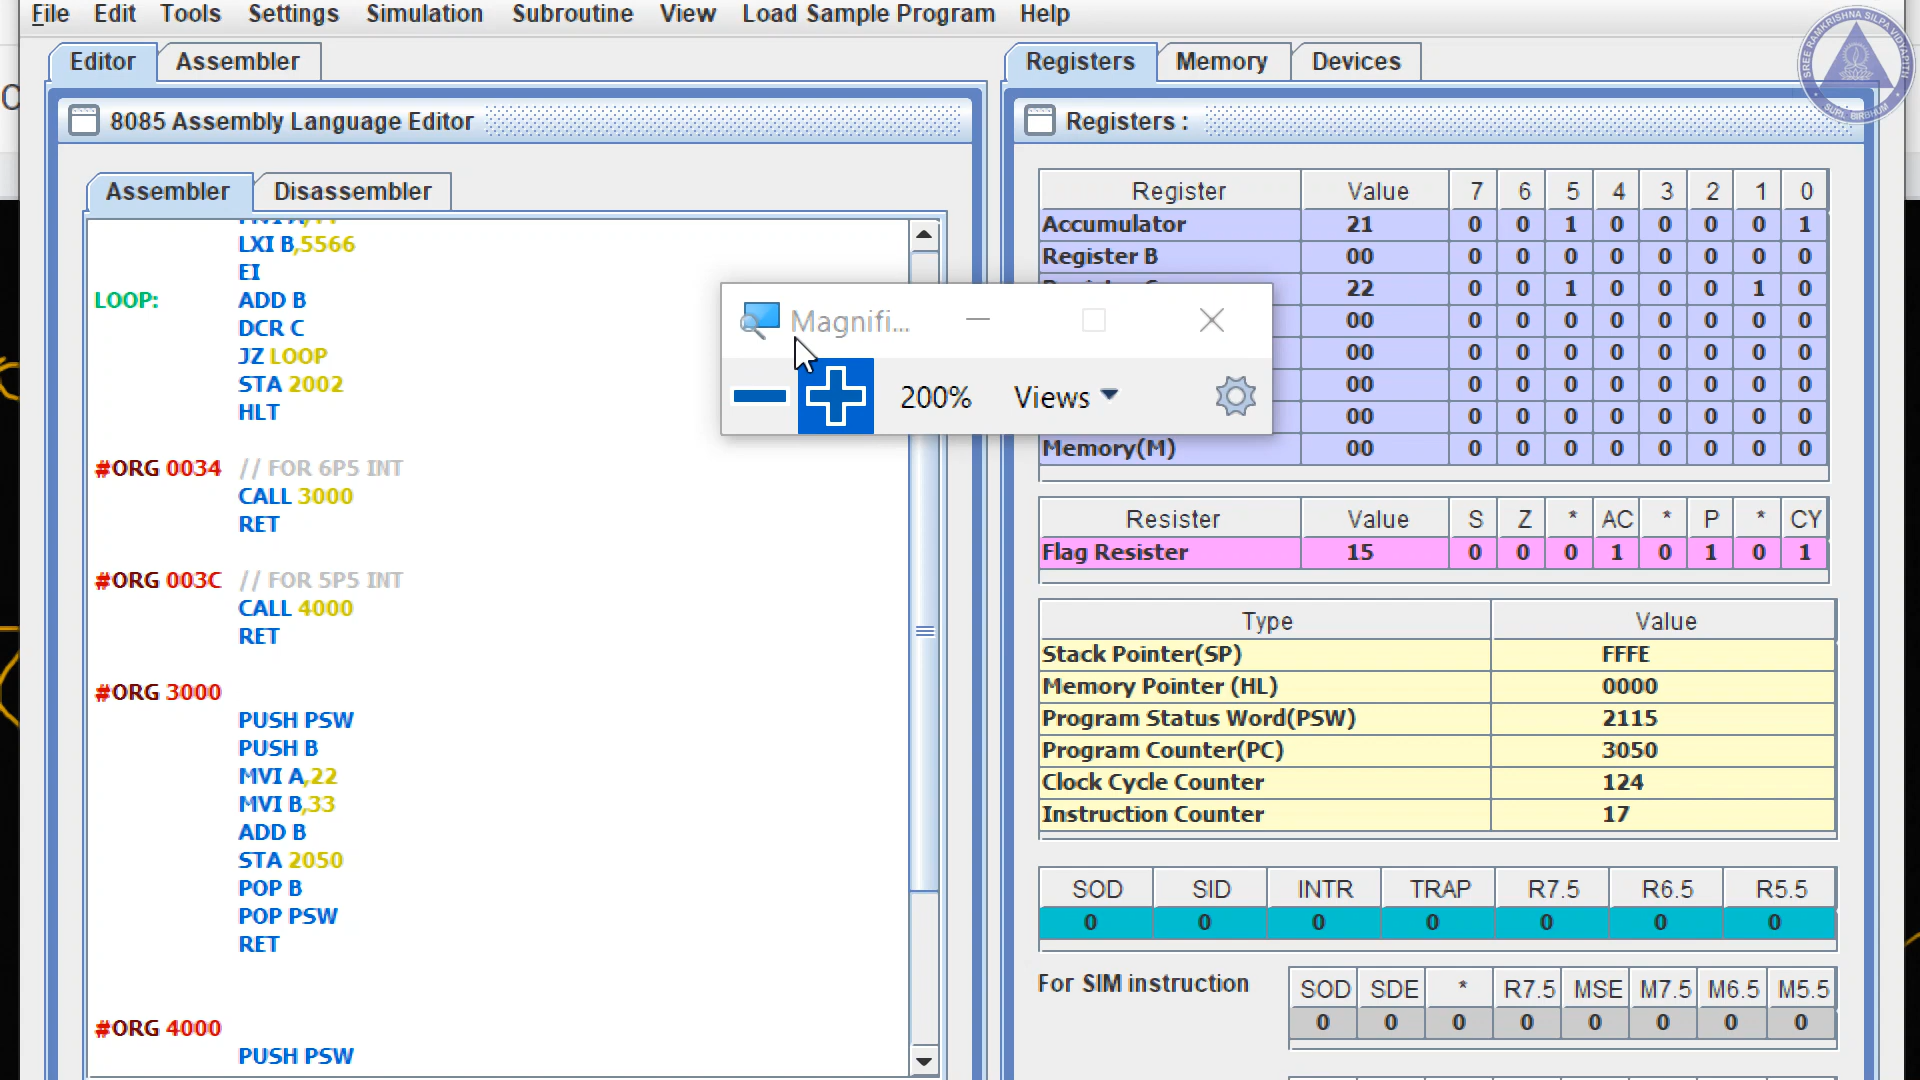 File Edit Tools Settings Simulation Subroutine View Load Sample Program Help
Editor Assembler
8085 Assembly Language Editor
Assembler Disassembler
LXI B,5566
EI
LOOP: ADD B
DCR C
JZ LOOP
STA 2002
HLT
#ORG 0034 // FOR 6P5 INT
CALL 3000
RET
#ORG 003C // FOR 5P5 INT
CALL 4000
RET
#ORG 3000
PUSH PSW
PUSH B
MVI A,22
MVI B,33
ADD B
STA 2050
POP B
POP PSW
RET
#ORG 4000
PUSH PSW
Magnifi...
200% Views
Registers Memory Devices
Registers :
Register Value 7 6 5 4 3 2 1 0
Accumulator 21 0 0 1 0 0 0 0 1
Register B 00 0 0 0 0 0 0 0 0
22 0 0 1 0 0 0 1 0
00 0 0 0 0 0 0 0 0
00 0 0 0 0 0 0 0 0
00 0 0 0 0 0 0 0 0
00 0 0 0 0 0 0 0 0
Memory(M) 00 0 0 0 0 0 0 0 0
Resister Value S Z * AC * P * CY
Flag Resister 15 0 0 0 1 0 1 0 1
Type Value
Stack Pointer(SP) FFFE
Memory Pointer (HL) 0000
Program Status Word(PSW) 2115
Program Counter(PC) 3050
Clock Cycle Counter 124
Instruction Counter 17
SOD SID INTR TRAP R7.5 R6.5 R5.5
0 0 0 0 0 0 0
For SIM instruction
SOD SDE * R7.5 MSE M7.5 M6.5 M5.5
0 0 0 0 0 0 0 0
SREE RAMKRISHNA SILPA VIDYAPITH
SURI, BIRBHUM